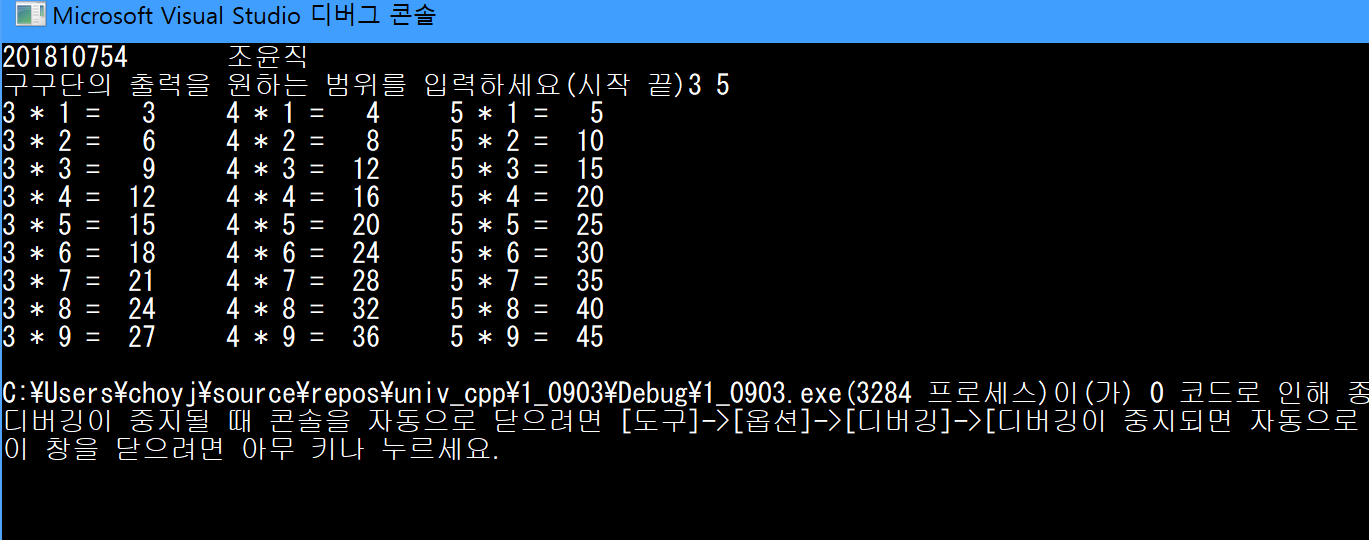 Microsoft Visual Studio 디버그 콘솔
201810754 조윤직
구구단의 출력을 원하는 범위를 입력하세요(시작 끝)3 5
3 * 1 = 3 4 * 1 = 4 5 * 1 = 5
3 * 2 = 6 4 * 2 = 8 5 * 2 = 10
3 * 3 = 9 4 * 3 = 12 5 * 3 = 15
3 * 4 = 12 4 * 4 = 16 5 * 4 = 20
3 * 5 = 15 4 * 5 = 20 5 * 5 = 25
3 * 6 = 18 4 * 6 = 24 5 * 6 = 30
3 * 7 = 21 4 * 7 = 28 5 * 7 = 35
3 * 8 = 24 4 * 8 = 32 5 * 8 = 40
3 * 9 = 27 4 * 9 = 36 5 * 9 = 45
C:¥Users¥choyj¥source¥repos¥univ_cpp¥1_0903¥Debug¥1_0903.exe(3284 프로세스)이(가) 0 코드로 인해 종
디버깅이 중지될 때 콘솔을 자동으로 닫으려면 [도구]->[옵션]->[디버깅]->[디버깅이 중지되면 자동으로
이 창을 닫으려면 아무 키나 누르세요.